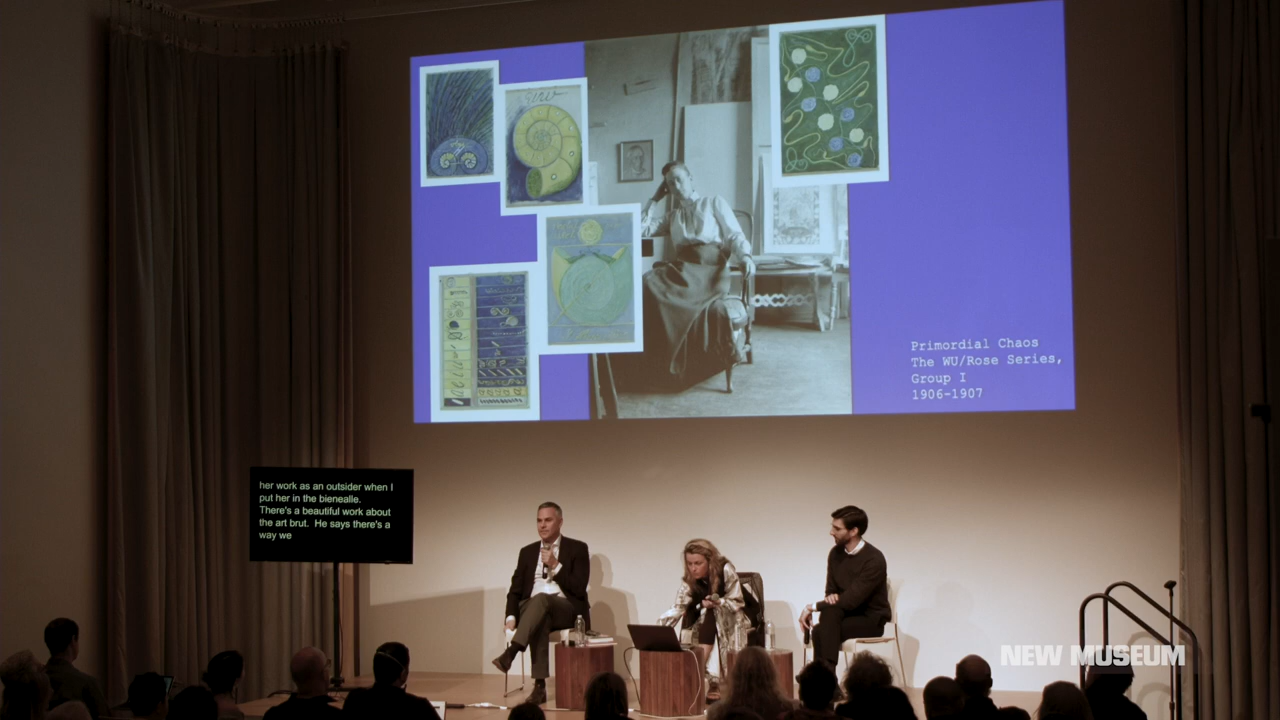 Primordial Chaos
The WU/Rose Series,
Group I
1906-1907
her work as an outsider when I
put her in the bienealle.
There's a beautiful work about
the art brut. He says there's a
way we
NEW MUSEUM